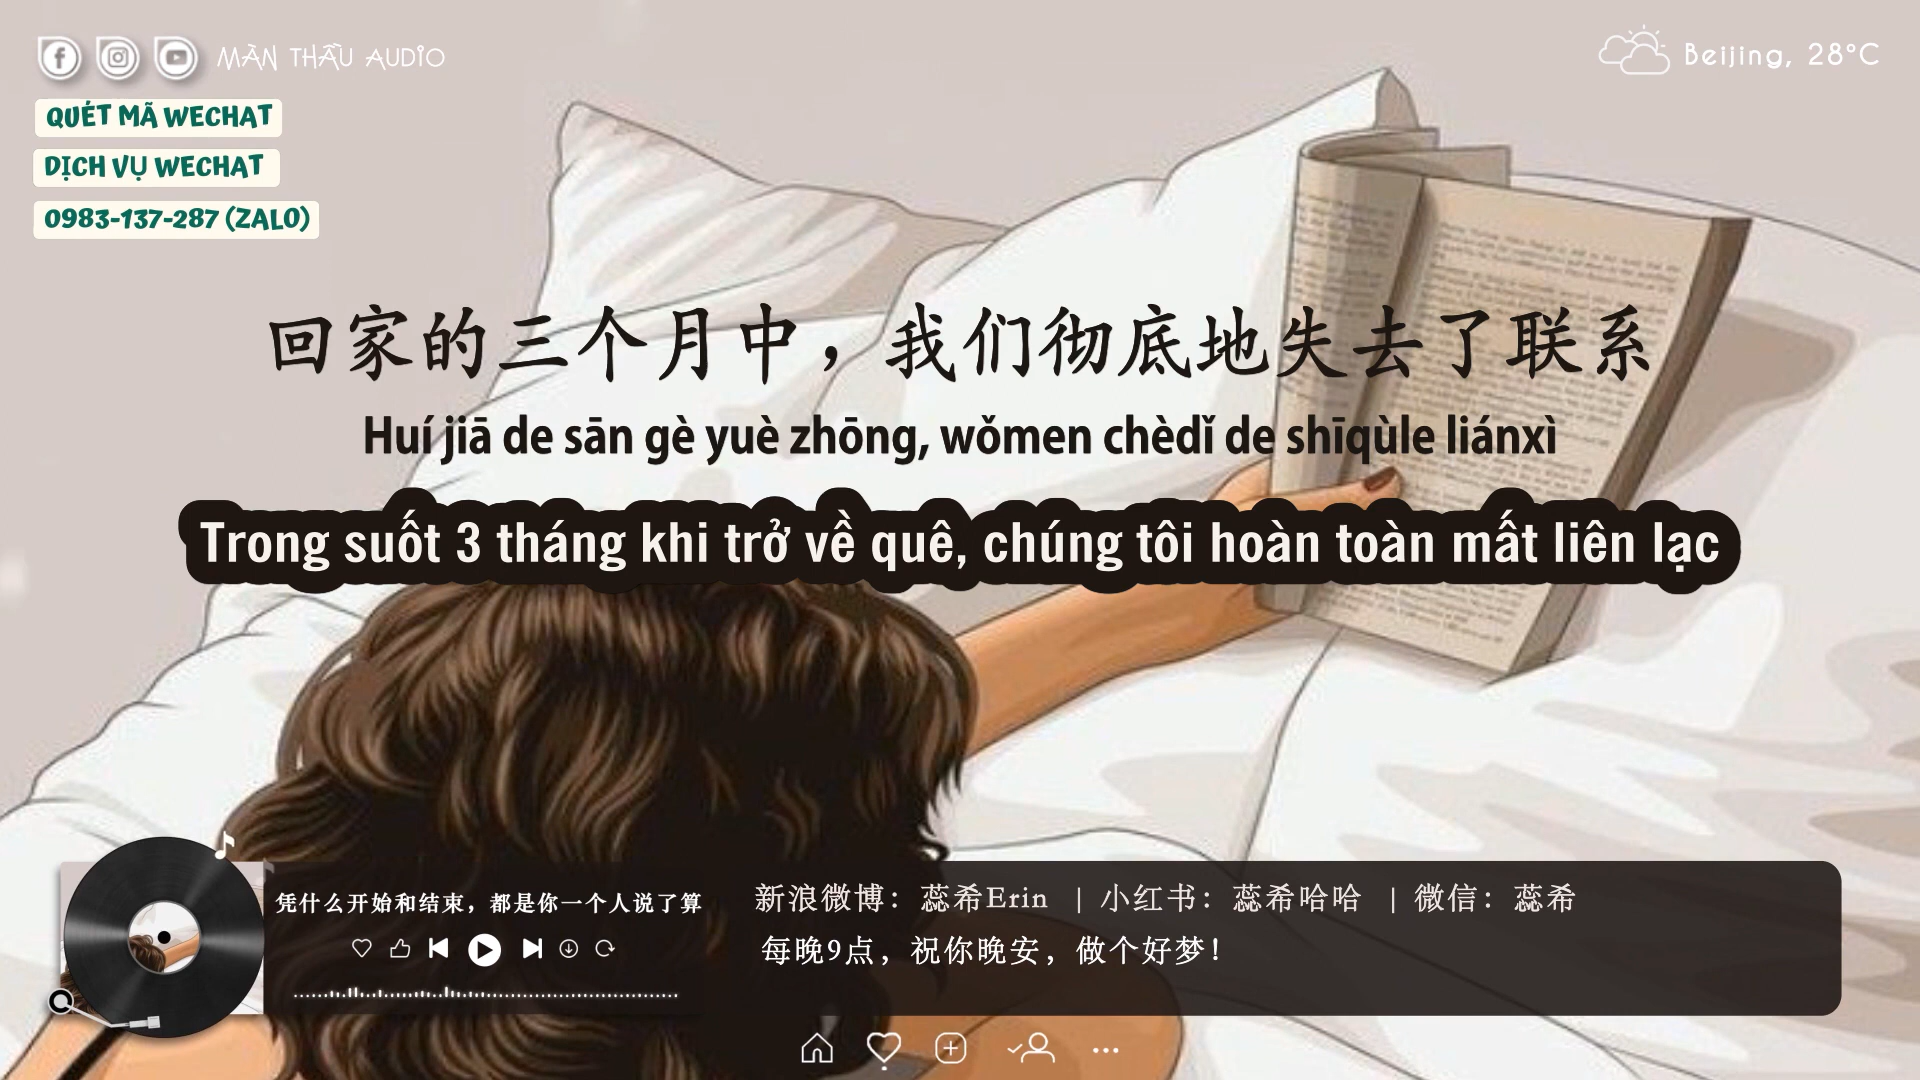 MÀN THẦU AUDIO
Beijing, 28°C
QUÉT MÃ WECHAT
DỊCH VỤ WECHAT
0983-137-287 (ZALO)
回家的三个月中，我们彻底地失去了联系
Huí jiā de sān gè yuè zhōng, wǒmen chèdǐ de shīqùle liánxì
Trong suốt 3 tháng khi trở về quê, chúng tôi hoàn toàn mất liên lạc
凭什么开始和结束，都是你一个人说了算
新浪微博：蕊希Erin | 小红书：蕊希哈哈 | 微信：蕊希
每晚9点，祝你晚安，做个好梦！